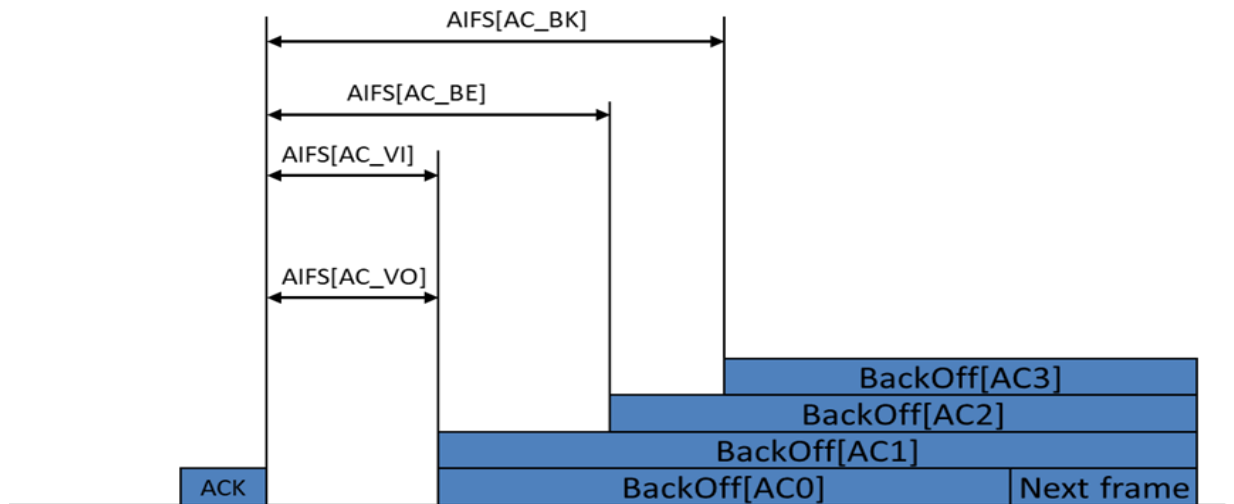 AIFS[AC_BK]
AIFS[AC_BE]
AIFS[AC_VI]
AIFS[AC_VO]
BackOff[AC3]
BackOff[AC2]
BackOff[AC1]
ACK BackOff[AC0] Next frame